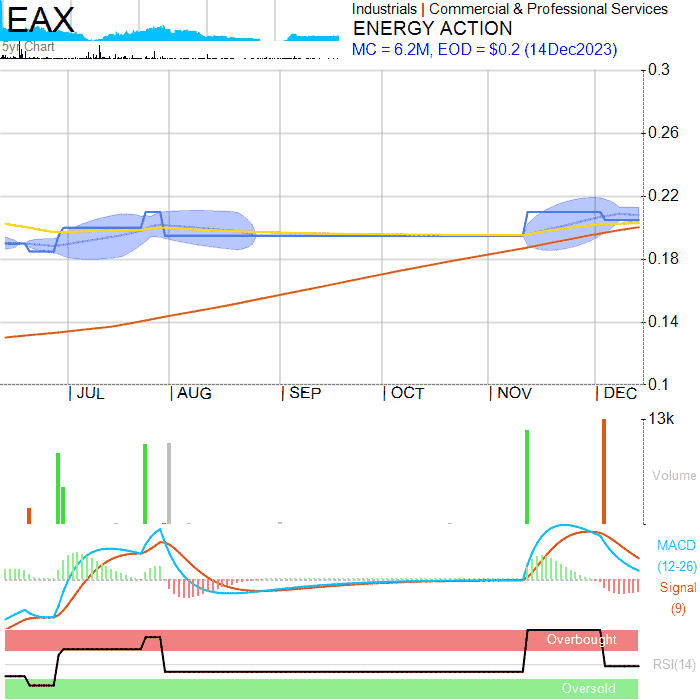 EAX
5yr Chart
Industrials | Commercial & Professional Services
ENERGY ACTION
MC = 6.2M, EOD = $0.2 (14Dec2023)
0.3
0.26
0.22
0.18
0.14
0.1
JUL AUG SEP OCT NOV DEC
13k
Volume
MACD
(12-26)
Signal
(9)
Overbought
RSI(14)
Oversold